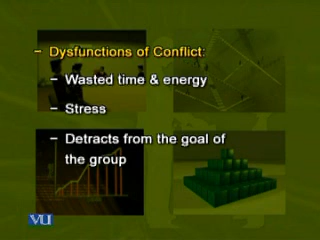 – Dysfunctions of Conflict:
– Wasted time & energy
– Stress
– Detracts from the goal of
the group
VU